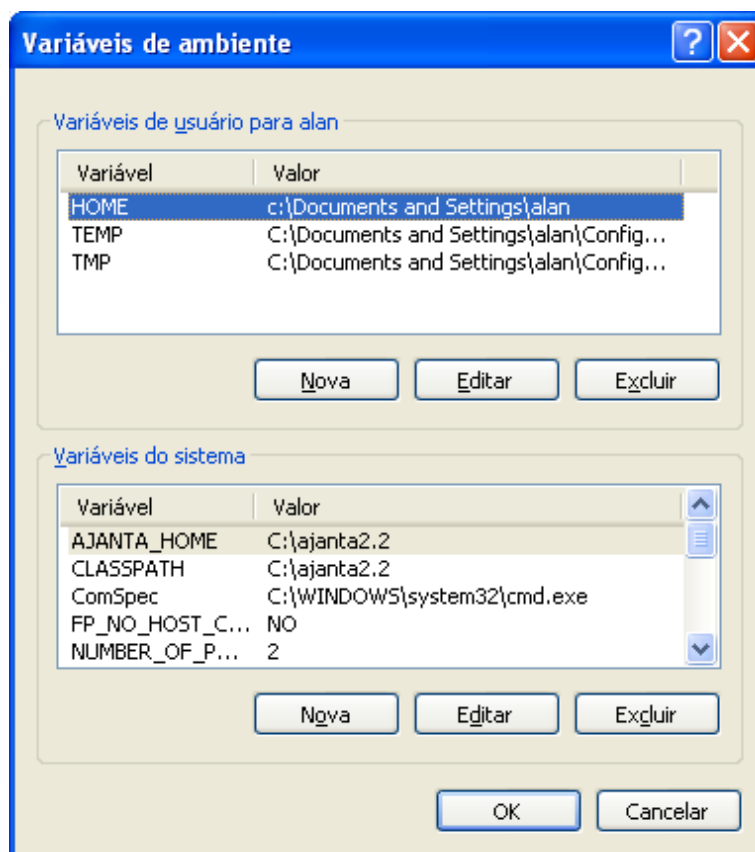 Variáveis de ambiente
Variáveis de usuário para alan
Variável Valor
HOME c:\Documents and Settings\alan
TEMP C:\Documents and Settings\alan\Config...
TMP C:\Documents and Settings\alan\Config...
Nova Editar Excluir
Variáveis do sistema
Variável Valor
AJANTA_HOME C:\ajanta2.2
CLASSPATH C:\ajanta2.2
ComSpec C:\WINDOWS\system32\cmd.exe
FP_NO_HOST_C... NO
NUMBER_OF_P... 2
Nova Editar Excluir
OK Cancelar